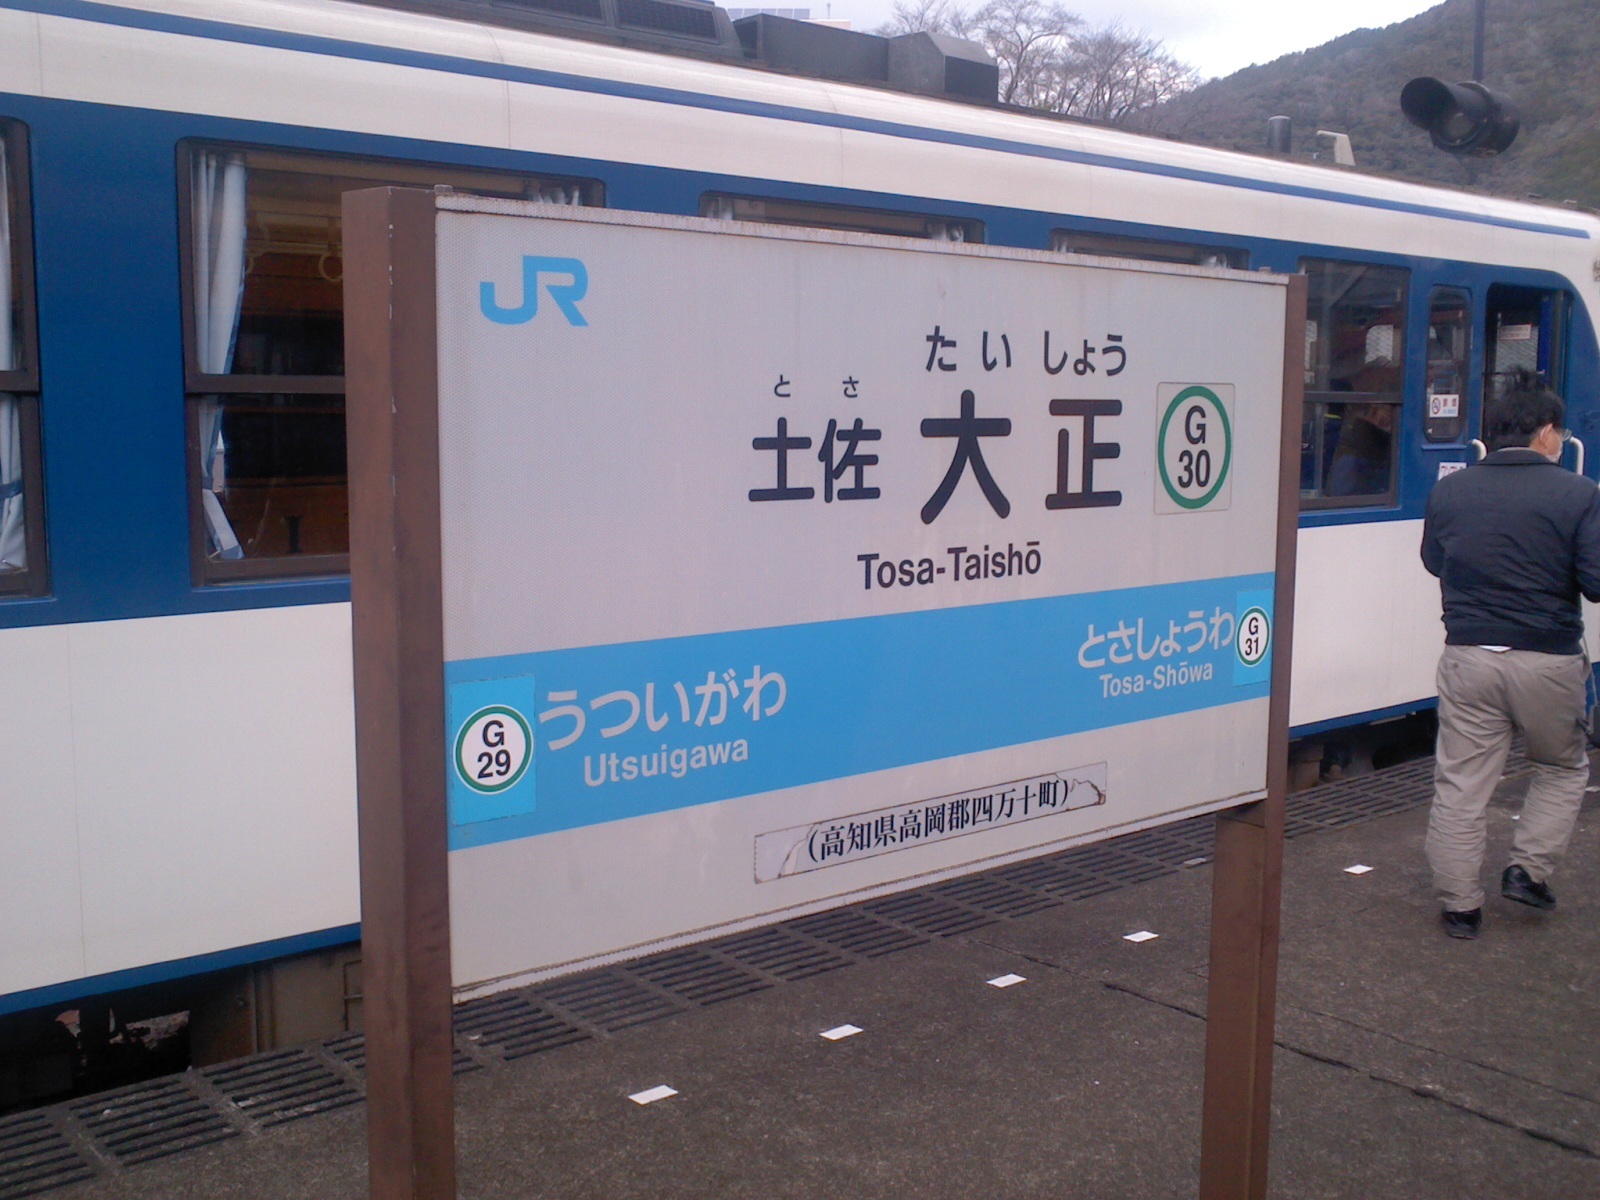 JR
とさ たいしょう
土佐大正
G
30
Tosa-Taishō
とさしょうわ
Tosa-Shōwa
G
31
G
29
うついがわ
Utsuigawa
(高知県高岡郡四万十町)